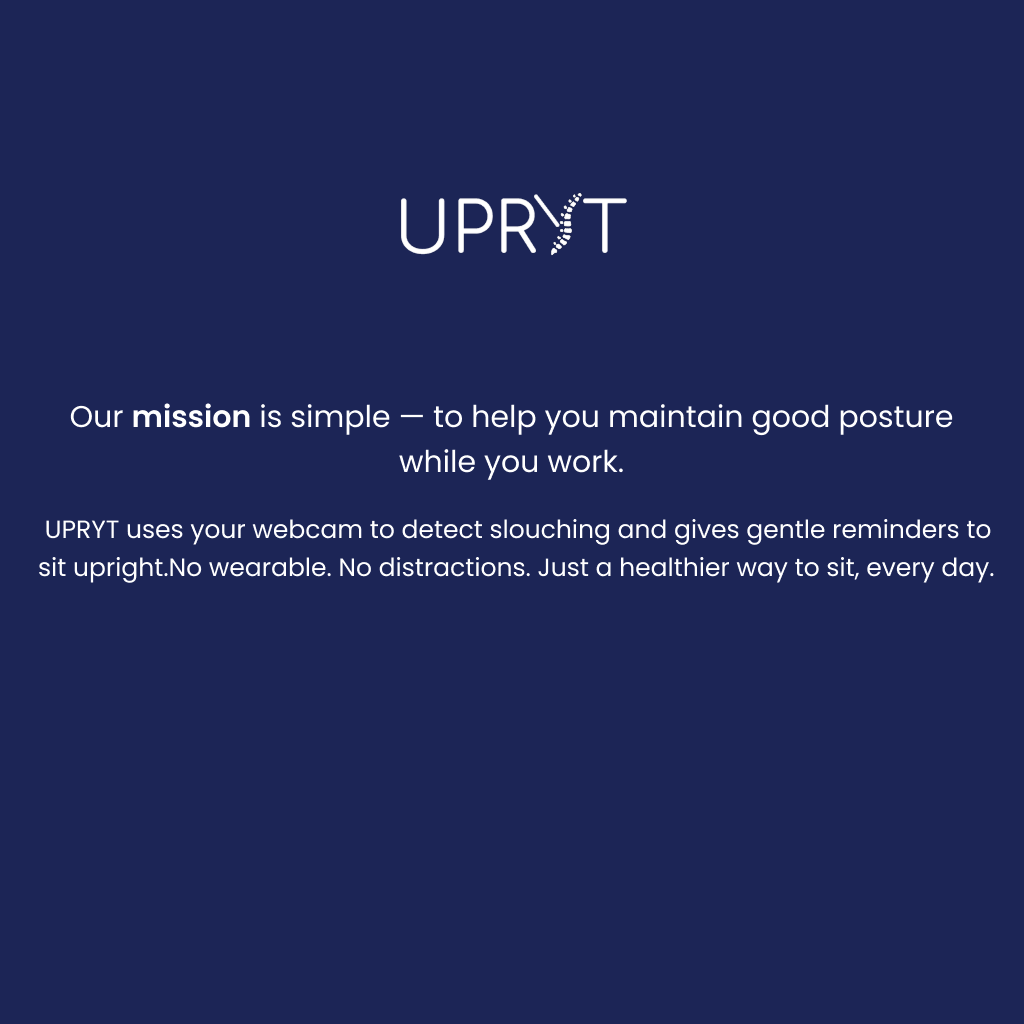 UPRYT
Our mission is simple — to help you maintain good posture
while you work.
UPRYT uses your webcam to detect slouching and gives gentle reminders to
sit upright.No wearable. No distractions. Just a healthier way to sit, every day.